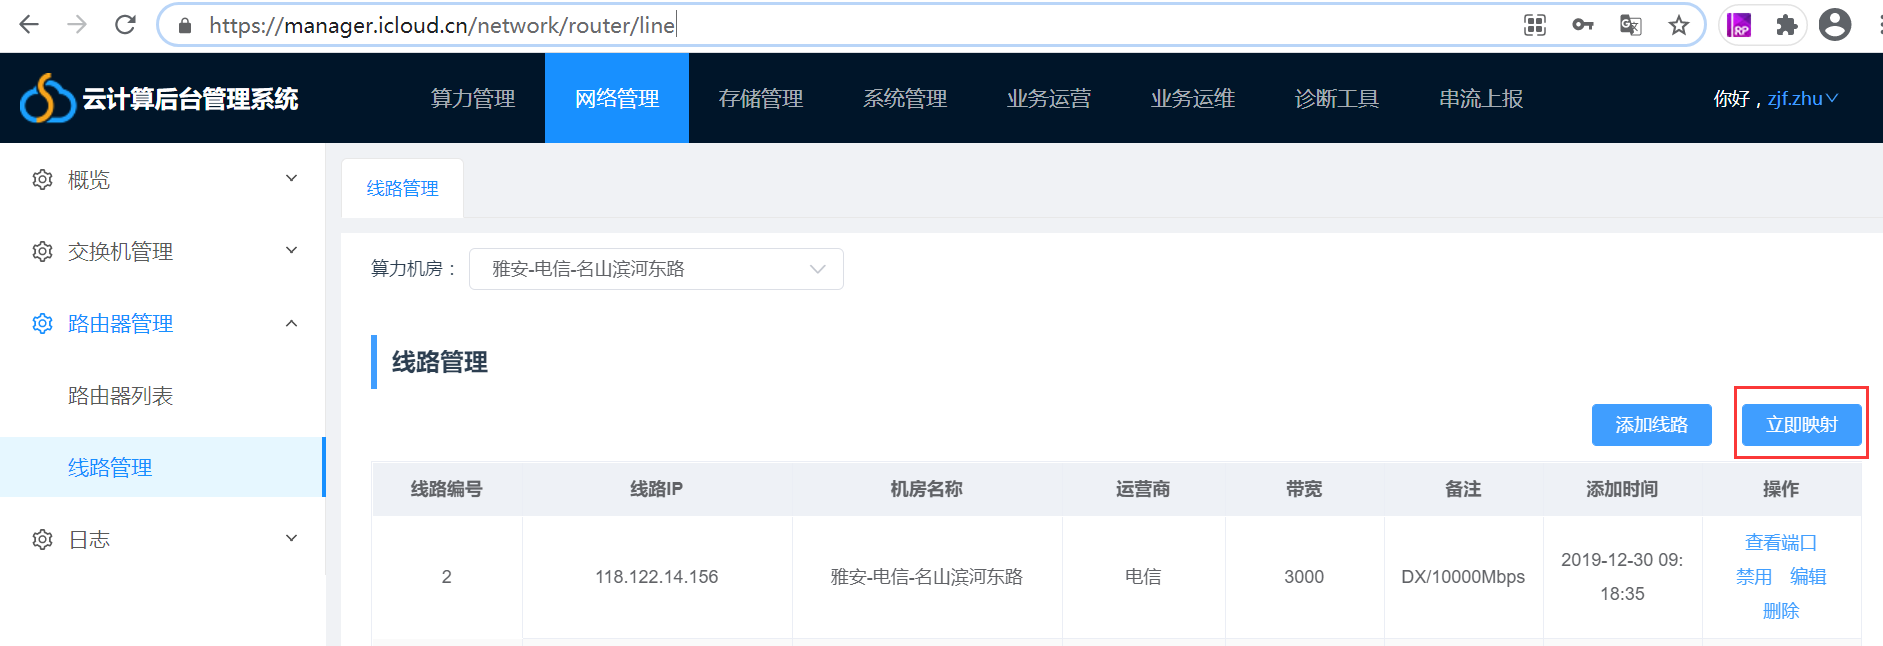 https://manager.icloud.cn/network/router/line
RP
云计算后台管理系统
算力管理 网络管理 存储管理 系统管理 业务运营 业务运维 诊断工具 串流上报
你好，zjf.zhu
概览
交换机管理
路由器管理
路由器列表
线路管理
日志
线路管理
算力机房：
雅安-电信-名山滨河东路
线路管理
添加线路 立即映射
线路编号 线路IP 机房名称 运营商 带宽 备注 添加时间 操作
2 118.122.14.156 雅安-电信-名山滨河东路 电信 3000 DX/10000Mbps 2019-12-30 09:
18:35
查看端口
禁用 编辑
删除